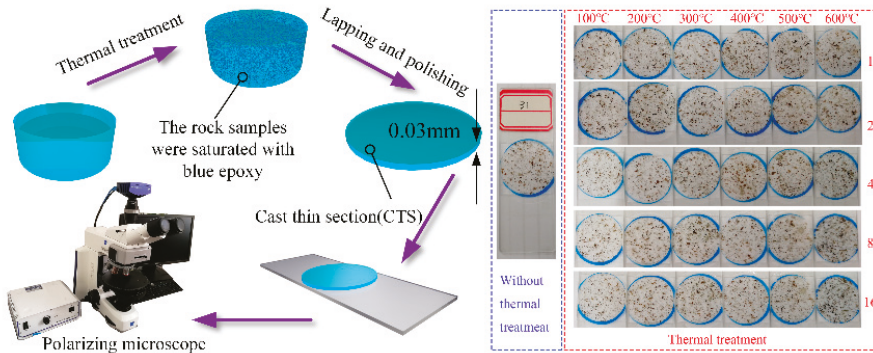 Thermal treatment
Lapping and polishing
The rock samples
were saturated with
blue epoxy
0.03mm
Cast thin section(CTS)
Polarizing microscope
31
Without
thermal
treatment
100℃ 200℃ 300℃ 400℃ 500℃ 600℃
1
2
4
8
16
Thermal treatment